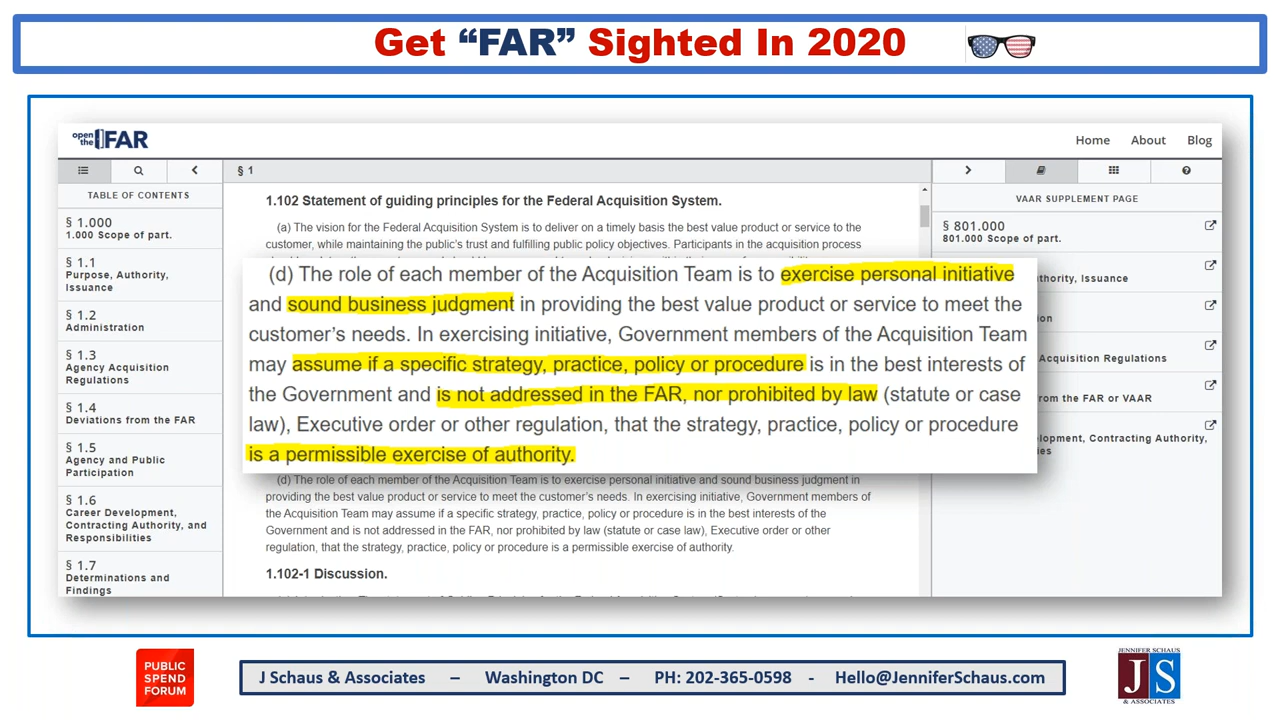 Get “FAR” Sighted In 2020
open the FAR
Home About Blog
§ 1
TABLE OF CONTENTS
§ 1.000
1.000 Scope of part.
§ 1.1
Purpose, Authority,
Issuance
§ 1.2
Administration
§ 1.3
Agency Acquisition
Regulations
§ 1.4
Deviations from the FAR
§ 1.5
Agency and Public
Participation
§ 1.6
Career Development,
Contracting Authority, and
Responsibilities
§ 1.7
Determinations and
Findings
1.102 Statement of guiding principles for the Federal Acquisition System.
(a) The vision for the Federal Acquisition System is to deliver on a timely basis the best value product or service to the
customer, while maintaining the public’s trust and fulfilling public policy objectives. Participants in the acquisition process
(d) The role of each member of the Acquisition Team is to exercise personal initiative
and sound business judgment in providing the best value product or service to meet the
customer’s needs. In exercising initiative, Government members of the Acquisition Team
may assume if a specific strategy, practice, policy or procedure is in the best interests of
the Government and is not addressed in the FAR, nor prohibited by law (statute or case
law), Executive order or other regulation, that the strategy, practice, policy or procedure
is a permissible exercise of authority.
(d) The role of each member of the Acquisition Team is to exercise personal initiative and sound business judgment in
providing the best value product or service to meet the customer’s needs. In exercising initiative, Government members of
the Acquisition Team may assume if a specific strategy, practice, policy or procedure is in the best interests of the
Government and is not addressed in the FAR, nor prohibited by law (statute or case law), Executive order or other
regulation, that the strategy, practice, policy or procedure is a permissible exercise of authority.
1.102-1 Discussion.
VAAR SUPPLEMENT PAGE
§ 801.000
801.000 Scope of part.
thority, Issuance
ion
Acquisition Regulations
rom the FAR or VAAR
lopment, Contracting Authority,
ies
PUBLIC
SPEND
FORUM
J Schaus & Associates – Washington DC – PH: 202-365-0598 - Hello@JenniferSchaus.com
JENNIFER SCHAUS
JS
& ASSOCIATES